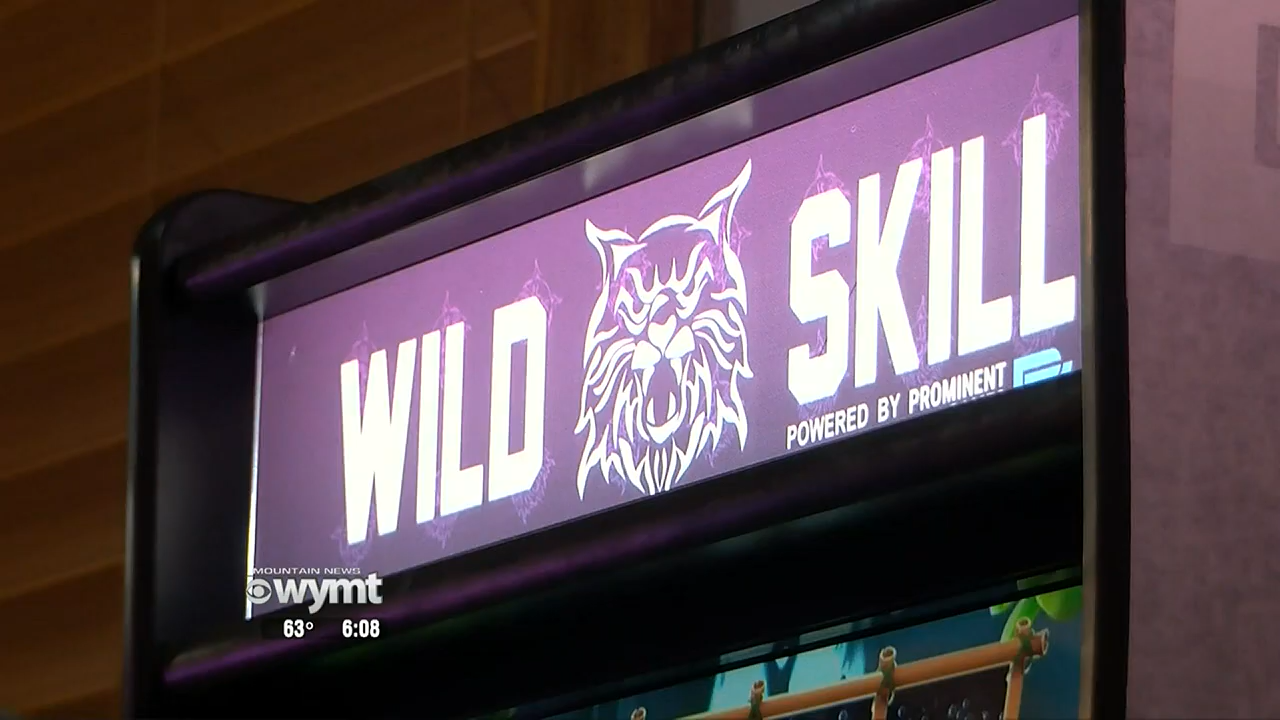 WILD SKILL
POWERED BY PROMINENT
MOUNTAIN NEWS
wymt
63° 6:08